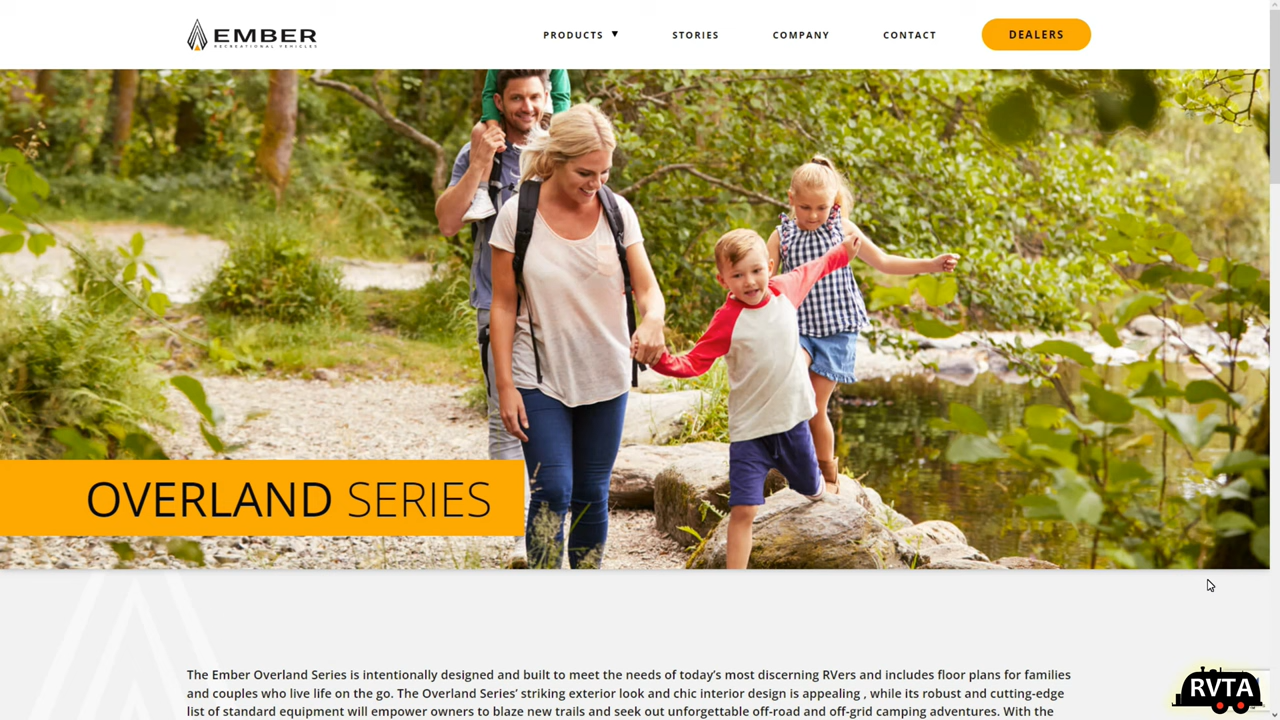 EMBER
RECREATIONAL VEHICLES
PRODUCTS
STORIES
COMPANY
CONTACT
DEALERS
OVERLAND SERIES
The Ember Overland Series is intentionally designed and built to meet the needs of today's most discerning RVers and includes floor plans for families
and couples who live life on the go. The Overland Series' striking exterior look and chic interior design is appealing , while its robust and cutting-edge
list of standard equipment will empower owners to blaze new trails and seek out unforgettable off-road and off-grid camping adventures. With the
RVTA